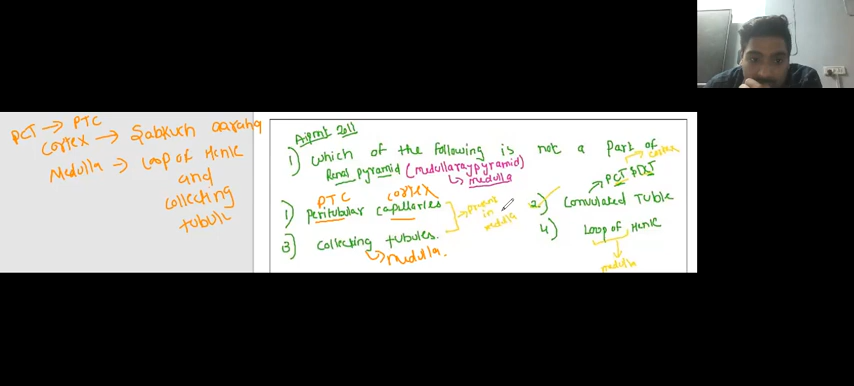 PCT → PTC
Cortex → Sabkuch aaraha
Medulla → Loop of Henle
and
collecting
tubule
Aipmt 2011
1) Which of the following is not a part of
Renal pyramid (medullary pyramid)
↳ medulla
PCT & DCT
cortex
PTC cortex
1) Peritubular capillaries
2) Convulated Tuble
present
in
medulla
3) collecting tubules.
↳ medulla.
4) Loop of Henle
medulla